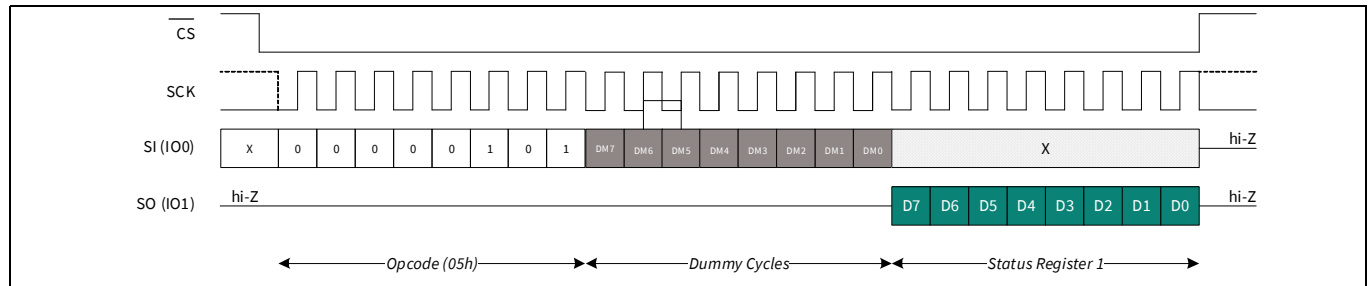 CS
SCK
SI (IO0) X 0 0 0 0 0 1 0 1 DM7 DM6 DM5 DM4 DM3 DM2 DM1 DM0 X hi-Z
SO (IO1) hi-Z D7 D6 D5 D4 D3 D2 D1 D0 hi-Z
Opcode (05h) Dummy Cycles Status Register 1